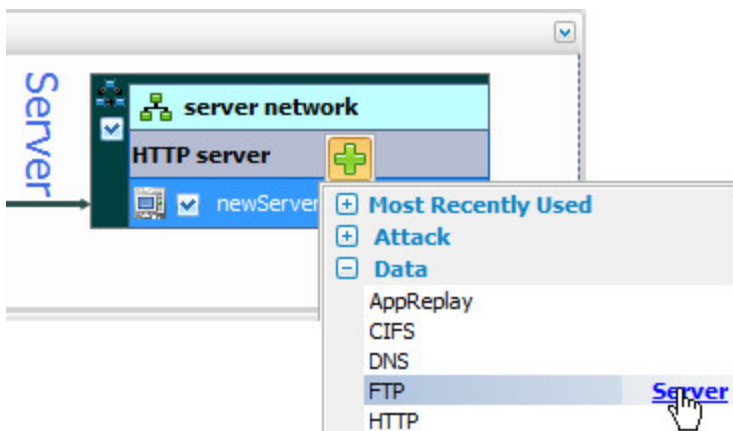 Server
server network
HTTP server
newServer
Most Recently Used
Attack
Data
AppReplay
CIFS
DNS
FTP Server
HTTP